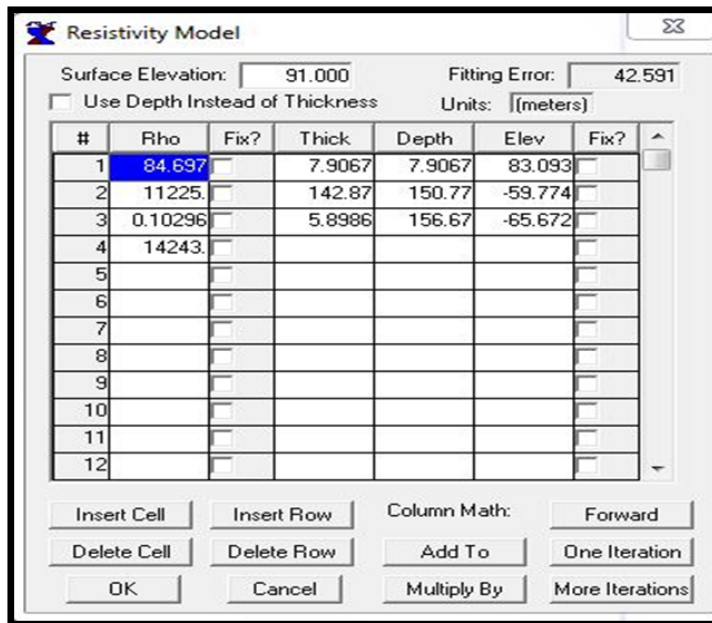 Resistivity Model
Surface Elevation: 91.000 Fitting Error: 42.591
Use Depth Instead of Thickness Units: (meters)
# Rho Fix? Thick Depth Elev Fix?
1 84.697 7.9067 7.9067 83.093
2 11225. 142.87 150.77 -59.774
3 0.10296 5.8986 156.67 -65.672
4 14243.
5
6
7
8
9
10
11
12
Insert Cell Insert Row Column Math: Forward
Delete Cell Delete Row Add To One Iteration
OK Cancel Multiply By More Iterations